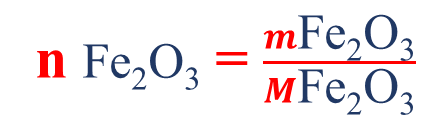 n Fe₂O₃ = mFe₂O₃ / MFe₂O₃